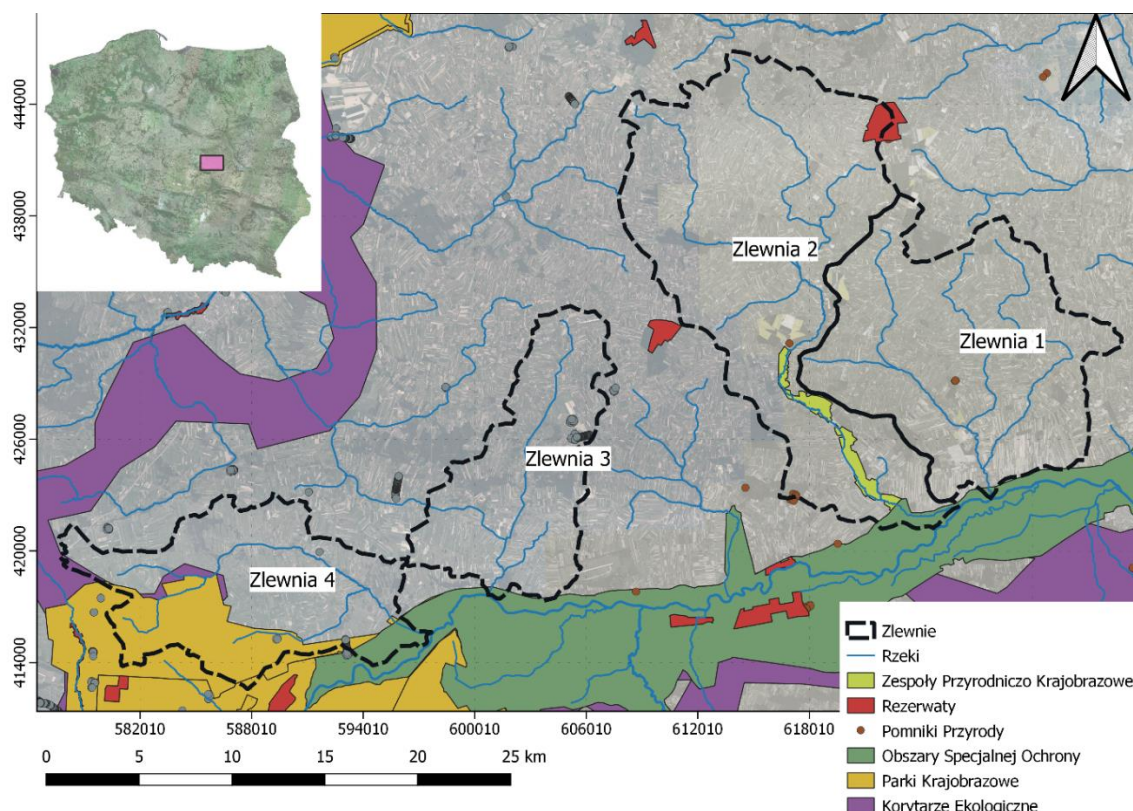 444000
438000
432000
426000
420000
414000
Zlewnia 2
Zlewnia 1
Zlewnia 3
Zlewnia 4
582010
588010
594010
600010
606010
612010
618010
0
5
10
15
20
25 km
Zlewnie
Rzeki
Zespoły Przyrodniczo Krajobrazowe
Rezerwaty
Pomniki Przyrody
Obszary Specjalnej Ochrony
Parki Krajobrazowe
Korytarze Ekologiczne